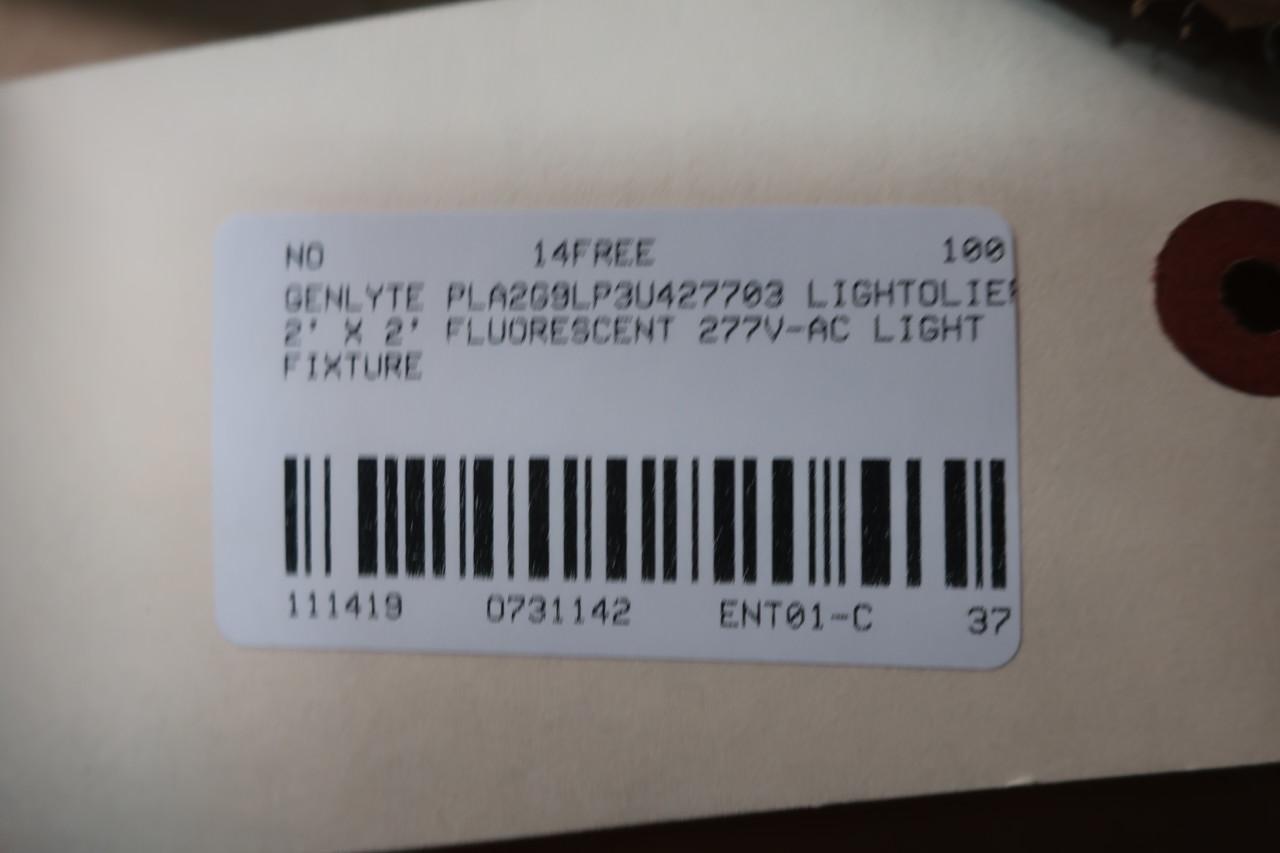 NO 14FREE 100
GENLYTE PLA2G9LP3U427703 LIGHTOLIER
2' X 2' FLUORESCENT 277V-AC LIGHT
FIXTURE
111419 0731142 ENT01-C 37